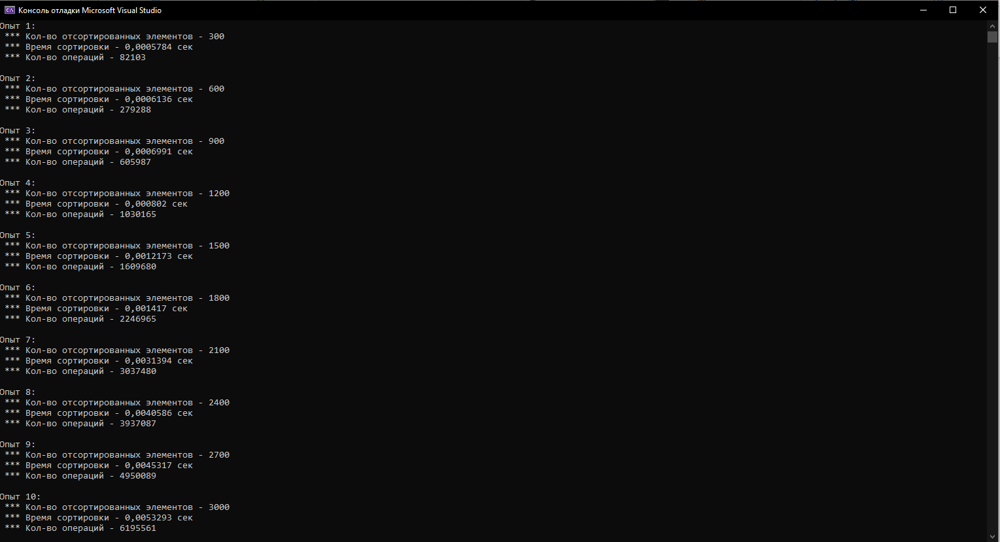 Консоль отладки Microsoft Visual Studio
Опыт 1:
*** Кол-во отсортированных элементов - 300
*** Время сортировки - 0,0005784 сек
*** Кол-во операций - 82103
Опыт 2:
*** Кол-во отсортированных элементов - 600
*** Время сортировки - 0,0006136 сек
*** Кол-во операций - 279288
Опыт 3:
*** Кол-во отсортированных элементов - 900
*** Время сортировки - 0,0006991 сек
*** Кол-во операций - 605987
Опыт 4:
*** Кол-во отсортированных элементов - 1200
*** Время сортировки - 0,000802 сек
*** Кол-во операций - 1030165
Опыт 5:
*** Кол-во отсортированных элементов - 1500
*** Время сортировки - 0,0012173 сек
*** Кол-во операций - 1609680
Опыт 6:
*** Кол-во отсортированных элементов - 1800
*** Время сортировки - 0,001417 сек
*** Кол-во операций - 2246965
Опыт 7:
*** Кол-во отсортированных элементов - 2100
*** Время сортировки - 0,0031394 сек
*** Кол-во операций - 3037480
Опыт 8:
*** Кол-во отсортированных элементов - 2400
*** Время сортировки - 0,0040586 сек
*** Кол-во операций - 3937087
Опыт 9:
*** Кол-во отсортированных элементов - 2700
*** Время сортировки - 0,0045317 сек
*** Кол-во операций - 4950089
Опыт 10:
*** Кол-во отсортированных элементов - 3000
*** Время сортировки - 0,0053293 сек
*** Кол-во операций - 6195561